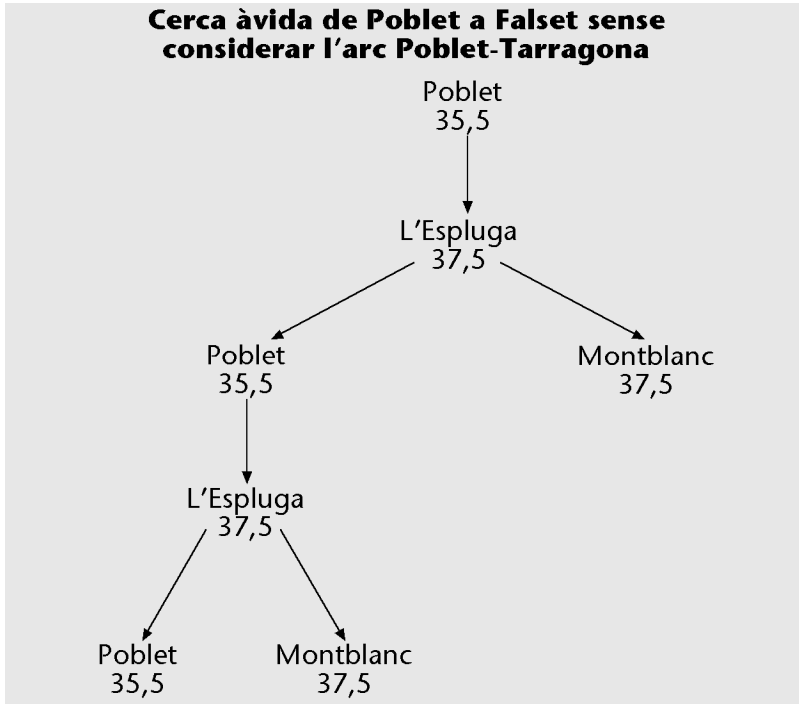 Cerca àvida de Poblet a Falset sense
considerar l'arc Poblet-Tarragona
Poblet
35,5
L'Espluga
37,5
Poblet
35,5
Montblanc
37,5
L'Espluga
37,5
Poblet
35,5
Montblanc
37,5